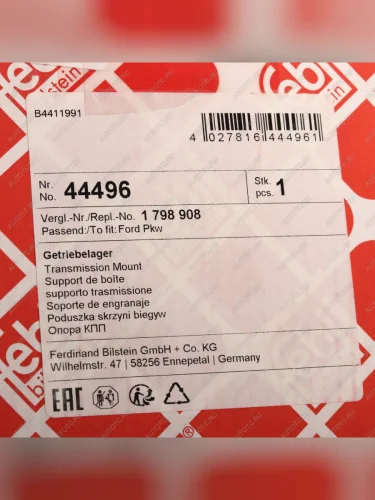 febi
bilstein
B4411991
4 027816 444961
Nr.
No. 44496
Stk.
pcs. 1
Vergl.-Nr./Repl.-No. 1 798 908
Passend:/To fit: Ford Pkw
Getriebelager
Transmission Mount
Support de boîte
supporto trasmissione
Soporte de engranaje
Poduszka skrzyni biegyw
Опора КПП
Ferdinand Bilstein GmbH + Co. KG
Wilhelmstr. 47 | 58256 Ennepetal | Germany
EAC